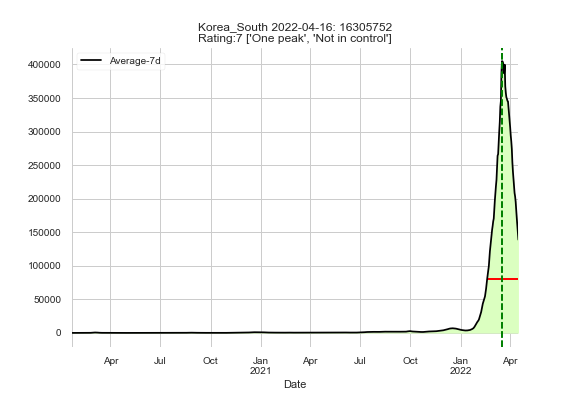 Korea_South 2022-04-16: 16305752
Rating:7 ['One peak', 'Not in control']
Average-7d
400000
350000
300000
250000
200000
150000
100000
50000
0
Apr Jul Oct Jan Apr Jul Oct Jan Apr
2021 2022
Date